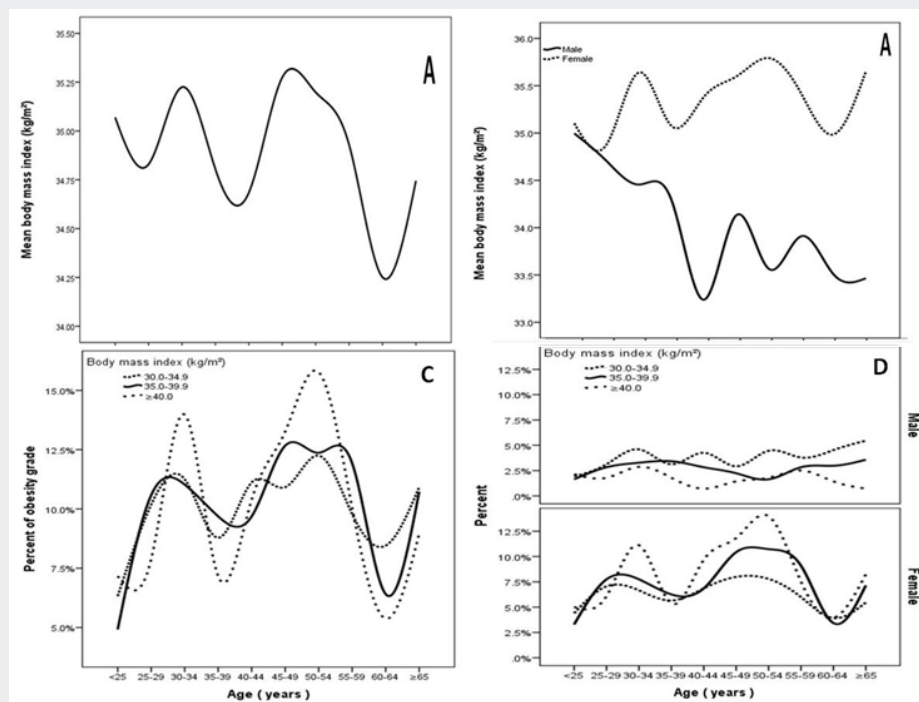 A
Mean body mass index (kg/m²)
35.50
35.25
35.00
34.75
34.50
34.25
34.00
A
Male
Female
Mean body mass index (kg/m²)
36.0
35.5
35.0
34.5
34.0
33.5
33.0
C
Body mass index (kg/m²)
30.0-34.9
35.0-39.9
≥40.0
Percent of obesity grade
15.0%
12.5%
10.0%
7.5%
5.0%
<25 25-29 30-34 35-39 40-44 45-49 50-54 55-59 60-64 ≥65
Age ( years )
D
Body mass index (kg/m²)
30.0-34.9
35.0-39.9
≥40.0
Percent
12.5%
10.0%
7.5%
5.0%
2.5%
.0%
Male
12.5%
10.0%
7.5%
5.0%
2.5%
.0%
Female
<25 25-29 30-34 35-39 40-44 45-49 50-54 55-59 60-64 ≥65
Age ( years )